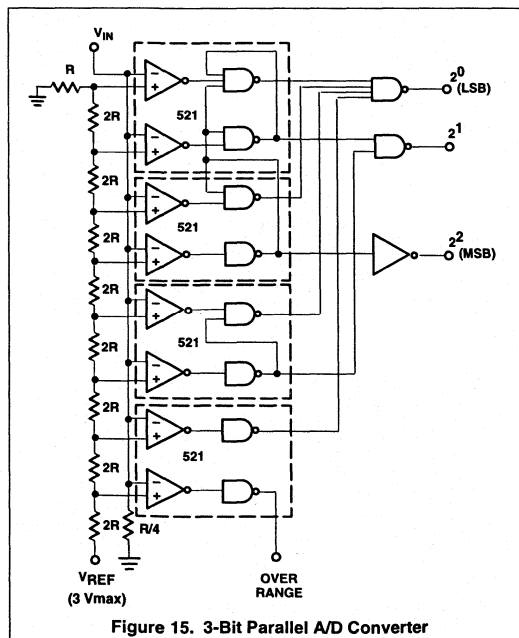 V_IN
R
2^0
(LSB)
2R
521
2^1
2R
2R
521
2R
2^2
(MSB)
2R
2R
521
2R
2R
521
2R
R/4
V_REF
(3 Vmax)
OVER
RANGE
Figure 15. 3-Bit Parallel A/D Converter